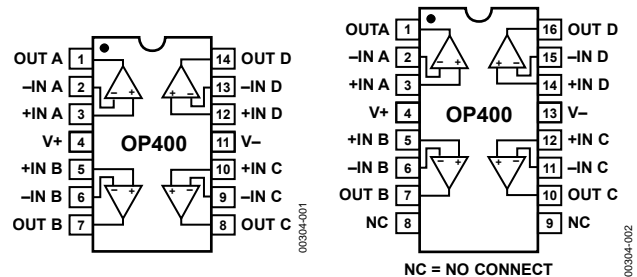 OUT A 1 14 OUT D
–IN A 2 – + + – 13 –IN D
+IN A 3 12 +IN D
V+ 4 OP400 11 V–
+IN B 5 10 +IN C
–IN B 6 – + + – 9 –IN C
OUT B 7 8 OUT C
00304-001
OUTA 1 16 OUT D
–IN A 2 – + + – 15 –IN D
+IN A 3 14 +IN D
V+ 4 OP400 13 V–
+IN B 5 12 +IN C
–IN B 6 – + + – 11 –IN C
OUT B 7 10 OUT C
NC 8 9 NC
NC = NO CONNECT
00304-002